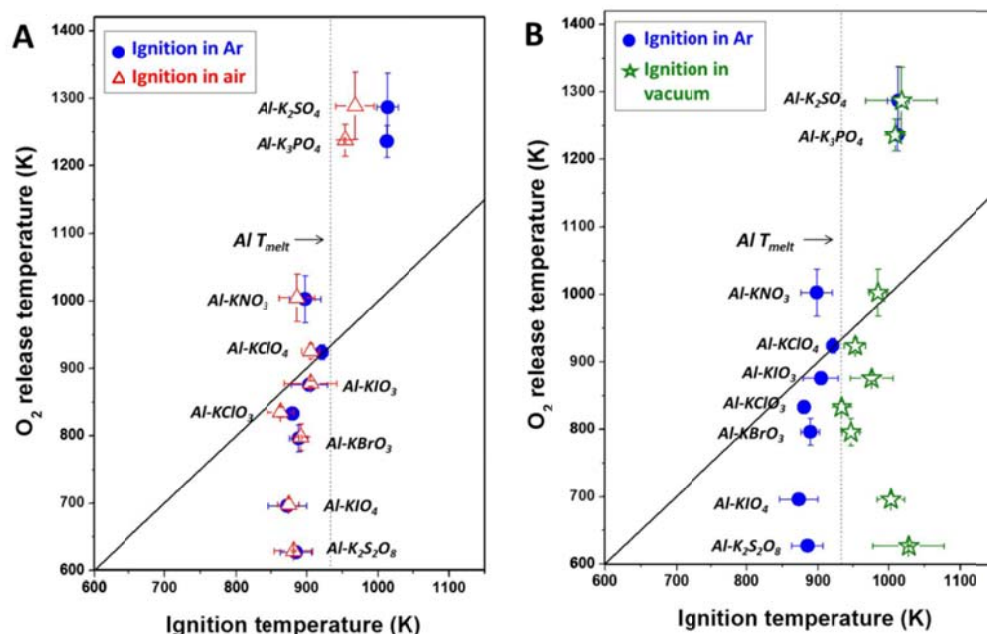 A
Ignition in Ar
Ignition in air
O2 release temperature (K)
1400
1300
1200
1100
1000
900
800
700
600
Al-K2SO4
Al-K3PO4
Al Tmelt
Al-KNO3
Al-KClO4
Al-KIO3
Al-KClO3
Al-KBrO3
Al-KIO4
Al-K2S2O8
600 700 800 900 1000 1100
Ignition temperature (K)
B
Ignition in Ar
Ignition in
vacuum
O2 release temperature (K)
1400
1300
1200
1100
1000
900
800
700
600
Al-K2SO4
Al-K3PO4
Al Tmelt
Al-KNO3
Al-KClO4
Al-KIO3
Al-KClO3
Al-KBrO3
Al-KIO4
Al-K2S2O8
600 700 800 900 1000 1100
Ignition temperature (K)